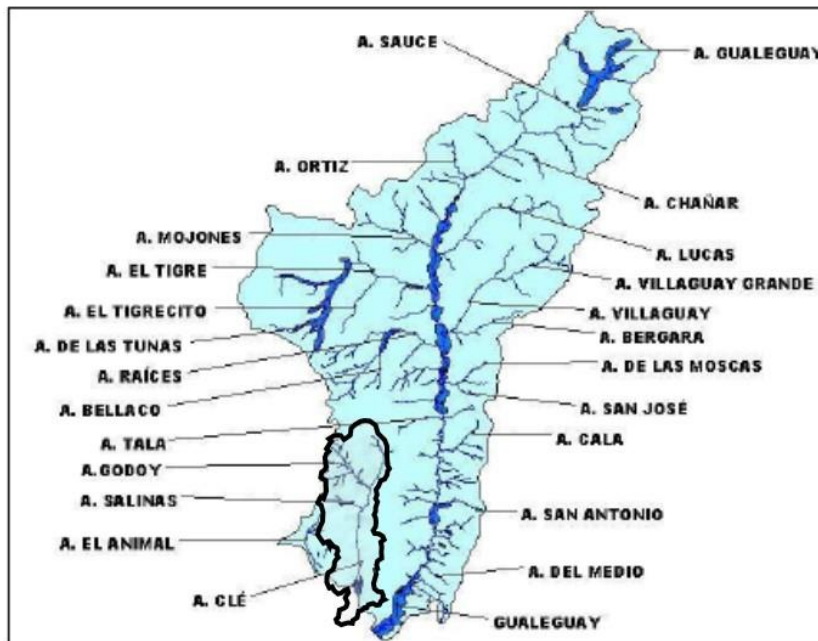 A. SAUCE
A. GUALEGUAY
A. ORTIZ
A. CHAÑAR
A. MOJONES
A. LUCAS
A. EL TIGRE
A. VILLAGUAY GRANDE
A. EL TIGRECITO
A. VILLAGUAY
A. BERGARA
A. DE LAS TUNAS
A. DE LAS MOSCAS
A. RAÍCES
A. BELLACO
A. SAN JOSÉ
A. TALA
A. CALA
A. GODOY
A. SALINAS
A. SAN ANTONIO
A. EL ANIMAL
A. DEL MEDIO
A. CLÉ
GUALEGUAY